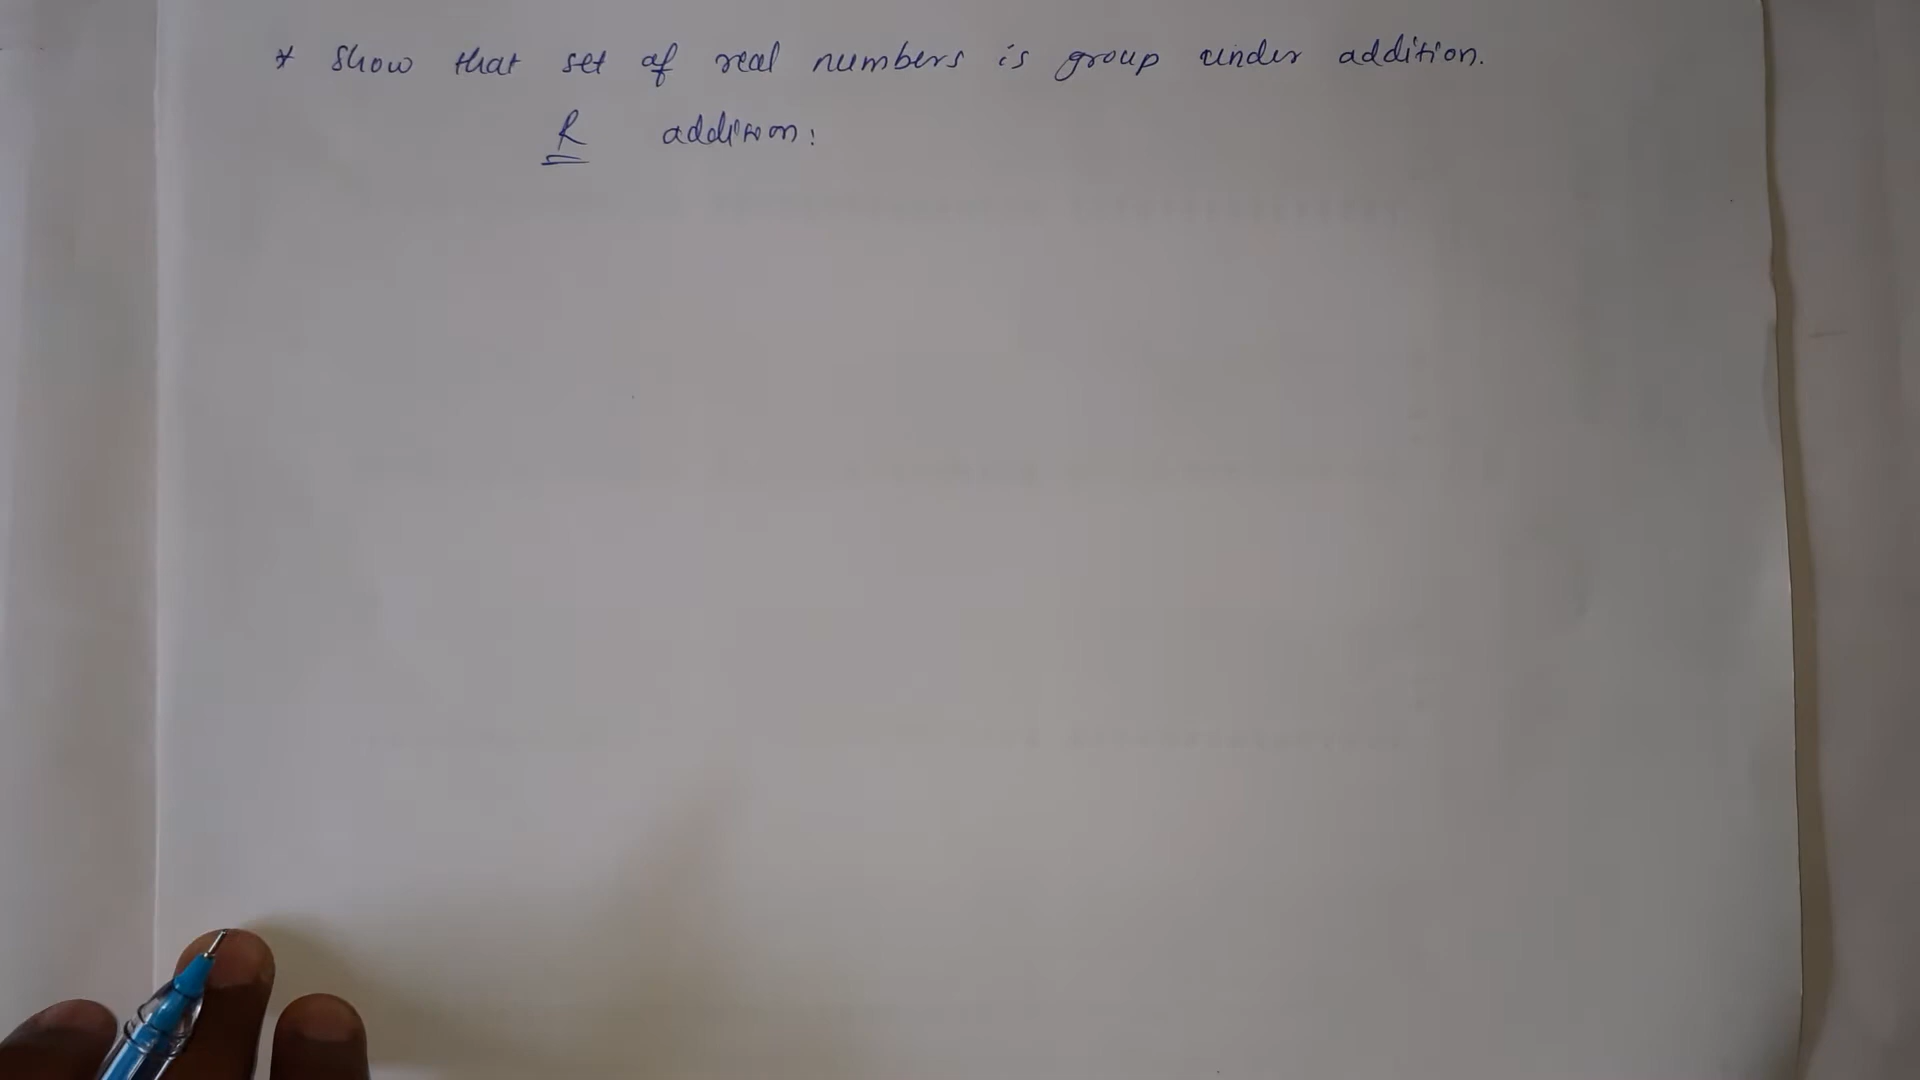 * Show that set of real numbers is group under addition.
R addition: